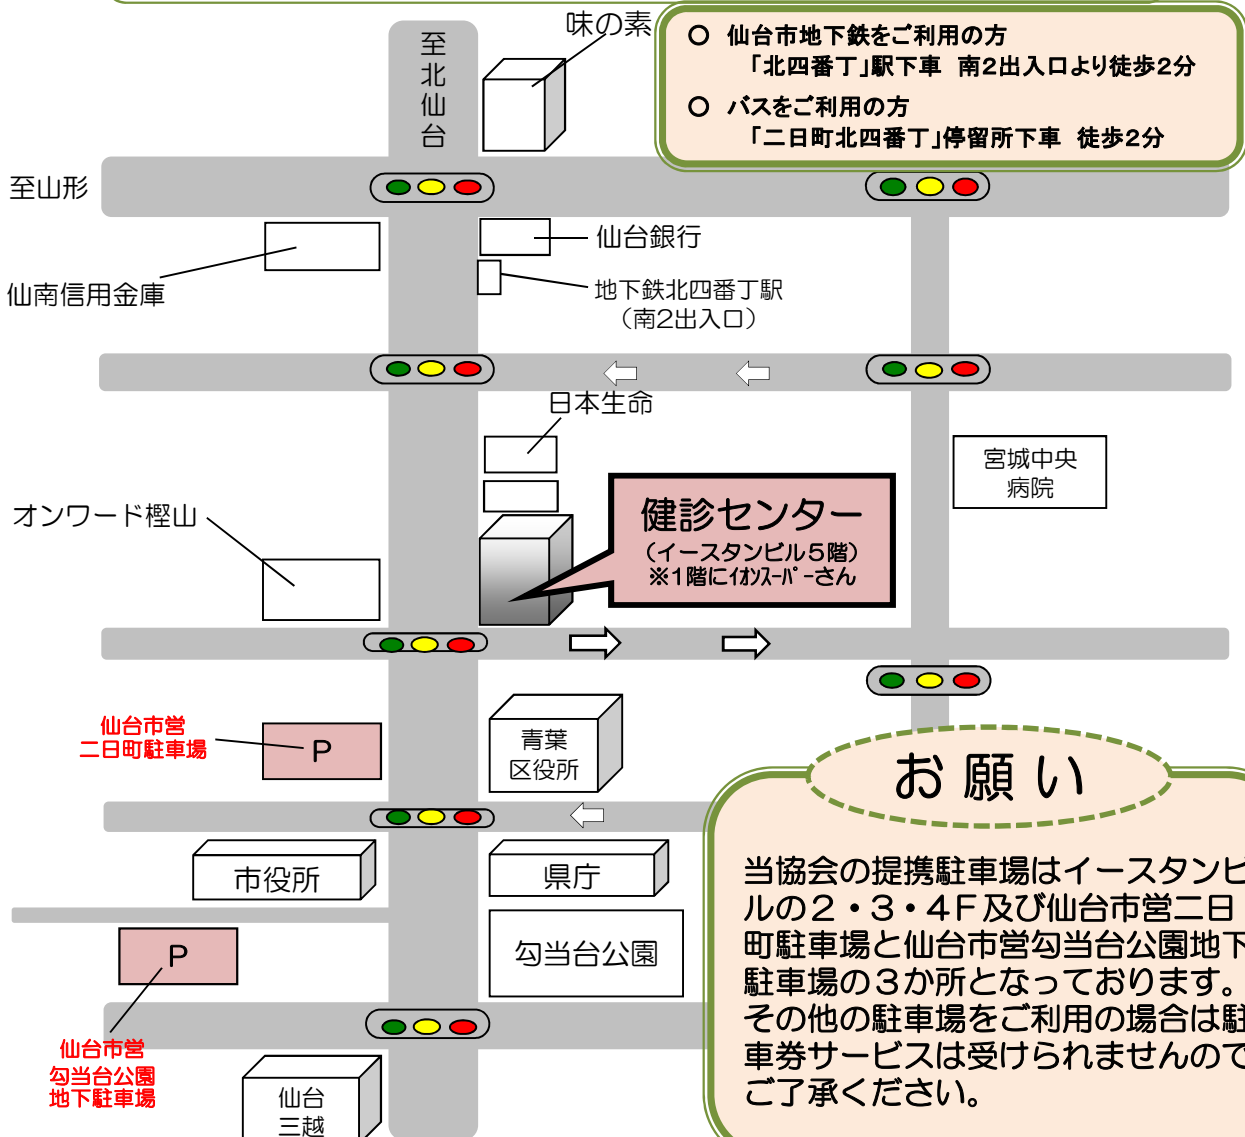 味の素
○ 仙台市地下鉄をご利用の方
「北四番丁」駅下車 南2出入口より徒歩2分
○ バスをご利用の方
「二日町北四番丁」停留所下車 徒歩2分
至北仙台
至山形
仙台銀行
仙南信用金庫
地下鉄北四番丁駅
（南2出入口）
日本生命
宮城中央
病院
オンワード樫山
健診センター
（イースタンビル5階）
※1階にｲｵﾝｽｰﾊﾟｰさん
仙台市営
二日町駐車場
P
青葉
区役所
お願い
市役所
県庁
当協会の提携駐車場はイースタンビ
ルの２・３・４Ｆ及び仙台市営二日
町駐車場と仙台市営勾当台公園地下
駐車場の３か所となっております。
その他の駐車場をご利用の場合は駐
車券サービスは受けられませんので
ご了承ください。
P
勾当台公園
仙台市営
勾当台公園
地下駐車場
仙台
三越